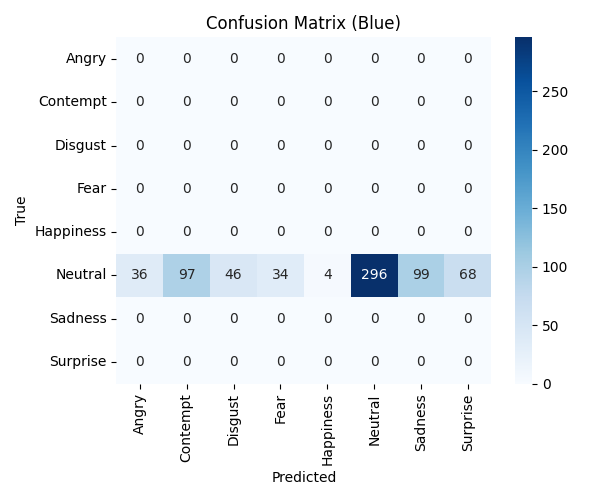 Confusion Matrix (Blue)
True
Angry 0 0 0 0 0 0 0 0
Contempt 0 0 0 0 0 0 0 0
Disgust 0 0 0 0 0 0 0 0
Fear 0 0 0 0 0 0 0 0
Happiness 0 0 0 0 0 0 0 0
Neutral 36 97 46 34 4 296 99 68
Sadness 0 0 0 0 0 0 0 0
Surprise 0 0 0 0 0 0 0 0
Angry Contempt Disgust Fear Happiness Neutral Sadness Surprise
Predicted
250
200
150
100
50
0